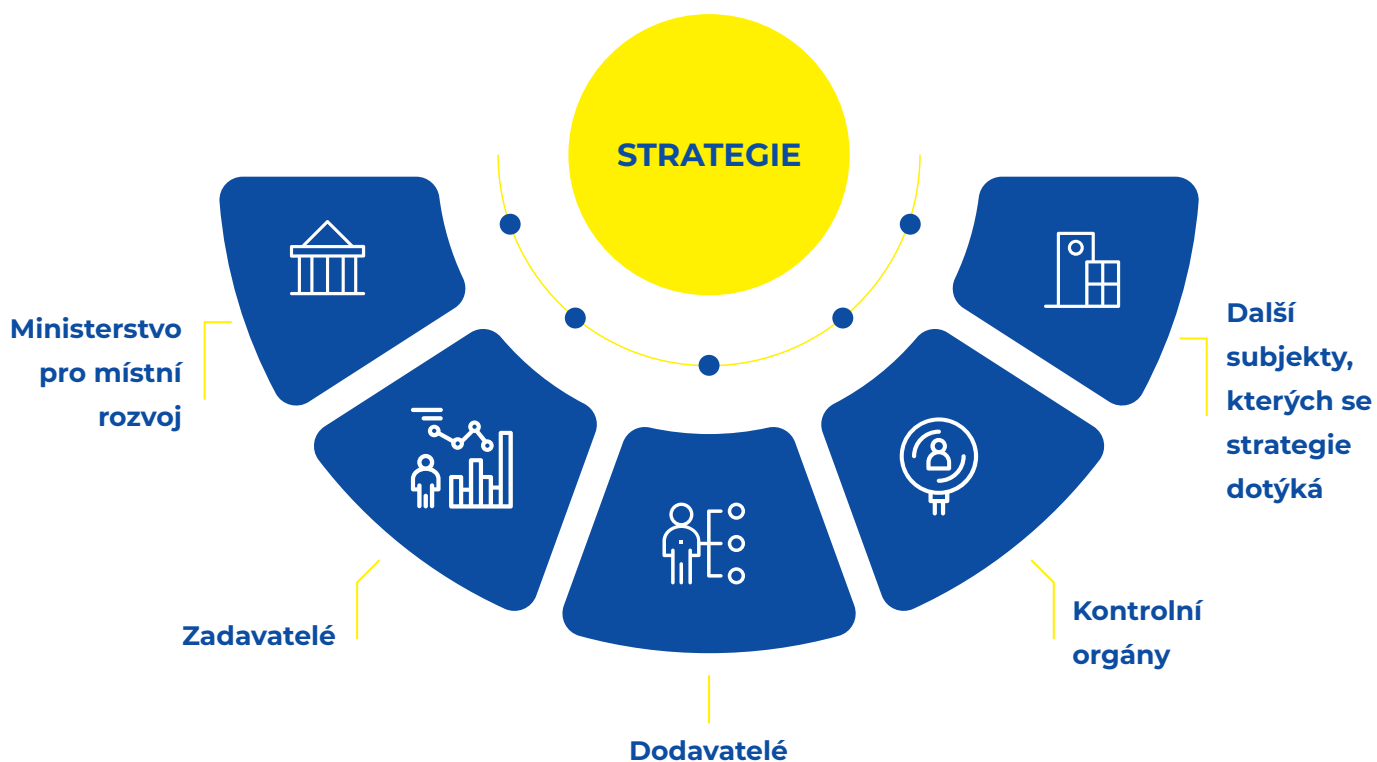 STRATEGIE
Ministerstvo
pro místní
rozvoj
Zadavatelé
Dodavatelé
Kontrolní
orgány
Další
subjekty,
kterých se
strategie
dotýká